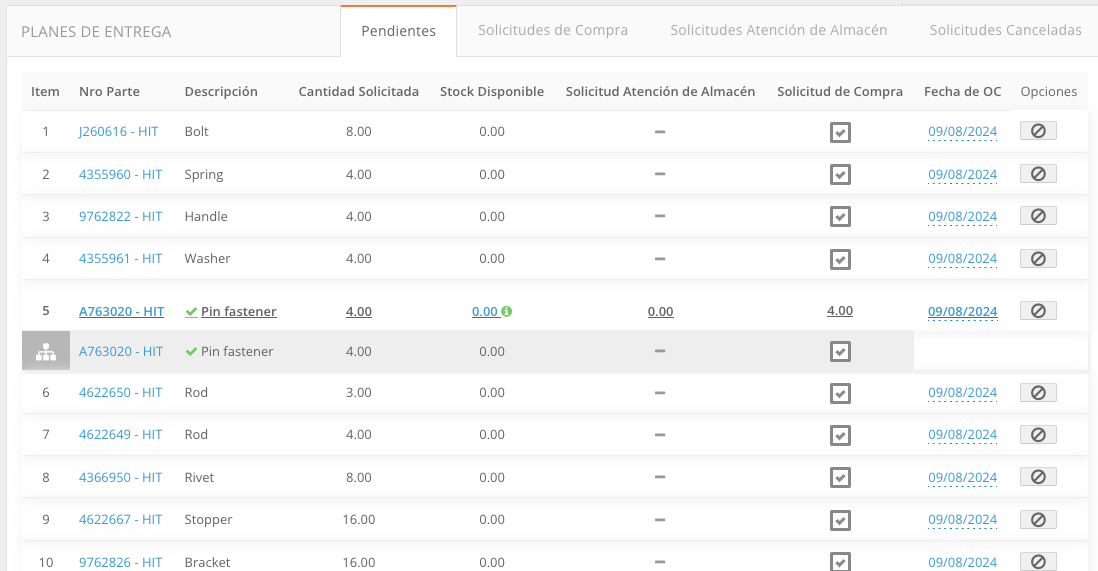 PLANES DE ENTREGA Pendientes Solicitudes de Compra Solicitudes Atención de Almacén Solicitudes Canceladas
Item Nro Parte Descripción Cantidad Solicitada Stock Disponible Solicitud Atención de Almacén Solicitud de Compra Fecha de OC Opciones
1 J260616 - HIT Bolt 8.00 0.00 – 09/08/2024
2 4355960 - HIT Spring 4.00 0.00 – 09/08/2024
3 9762822 - HIT Handle 4.00 0.00 – 09/08/2024
4 4355961 - HIT Washer 4.00 0.00 – 09/08/2024
5 A763020 - HIT Pin fastener 4.00 0.00 0.00 4.00 09/08/2024
A763020 - HIT Pin fastener 4.00 0.00 –
6 4622650 - HIT Rod 3.00 0.00 – 09/08/2024
7 4622649 - HIT Rod 4.00 0.00 – 09/08/2024
8 4366950 - HIT Rivet 8.00 0.00 – 09/08/2024
9 4622667 - HIT Stopper 16.00 0.00 – 09/08/2024
10 9762826 - HIT Bracket 16.00 0.00 – 09/08/2024